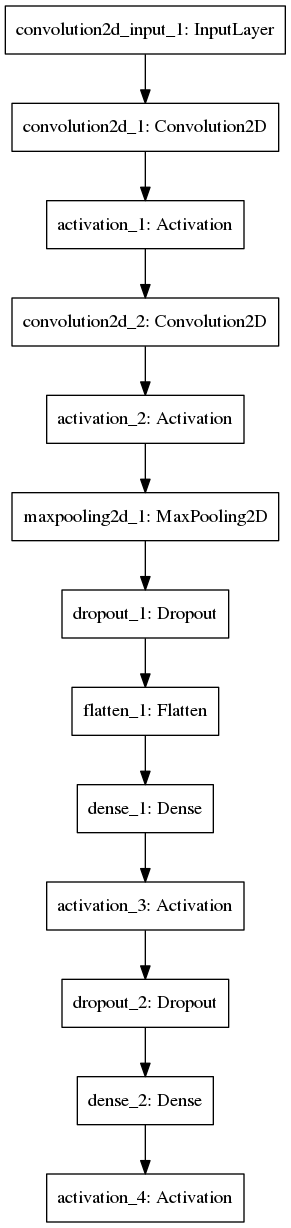 convolution2d_input_1: InputLayer
convolution2d_1: Convolution2D
activation_1: Activation
convolution2d_2: Convolution2D
activation_2: Activation
maxpooling2d_1: MaxPooling2D
dropout_1: Dropout
flatten_1: Flatten
dense_1: Dense
activation_3: Activation
dropout_2: Dropout
dense_2: Dense
activation_4: Activation